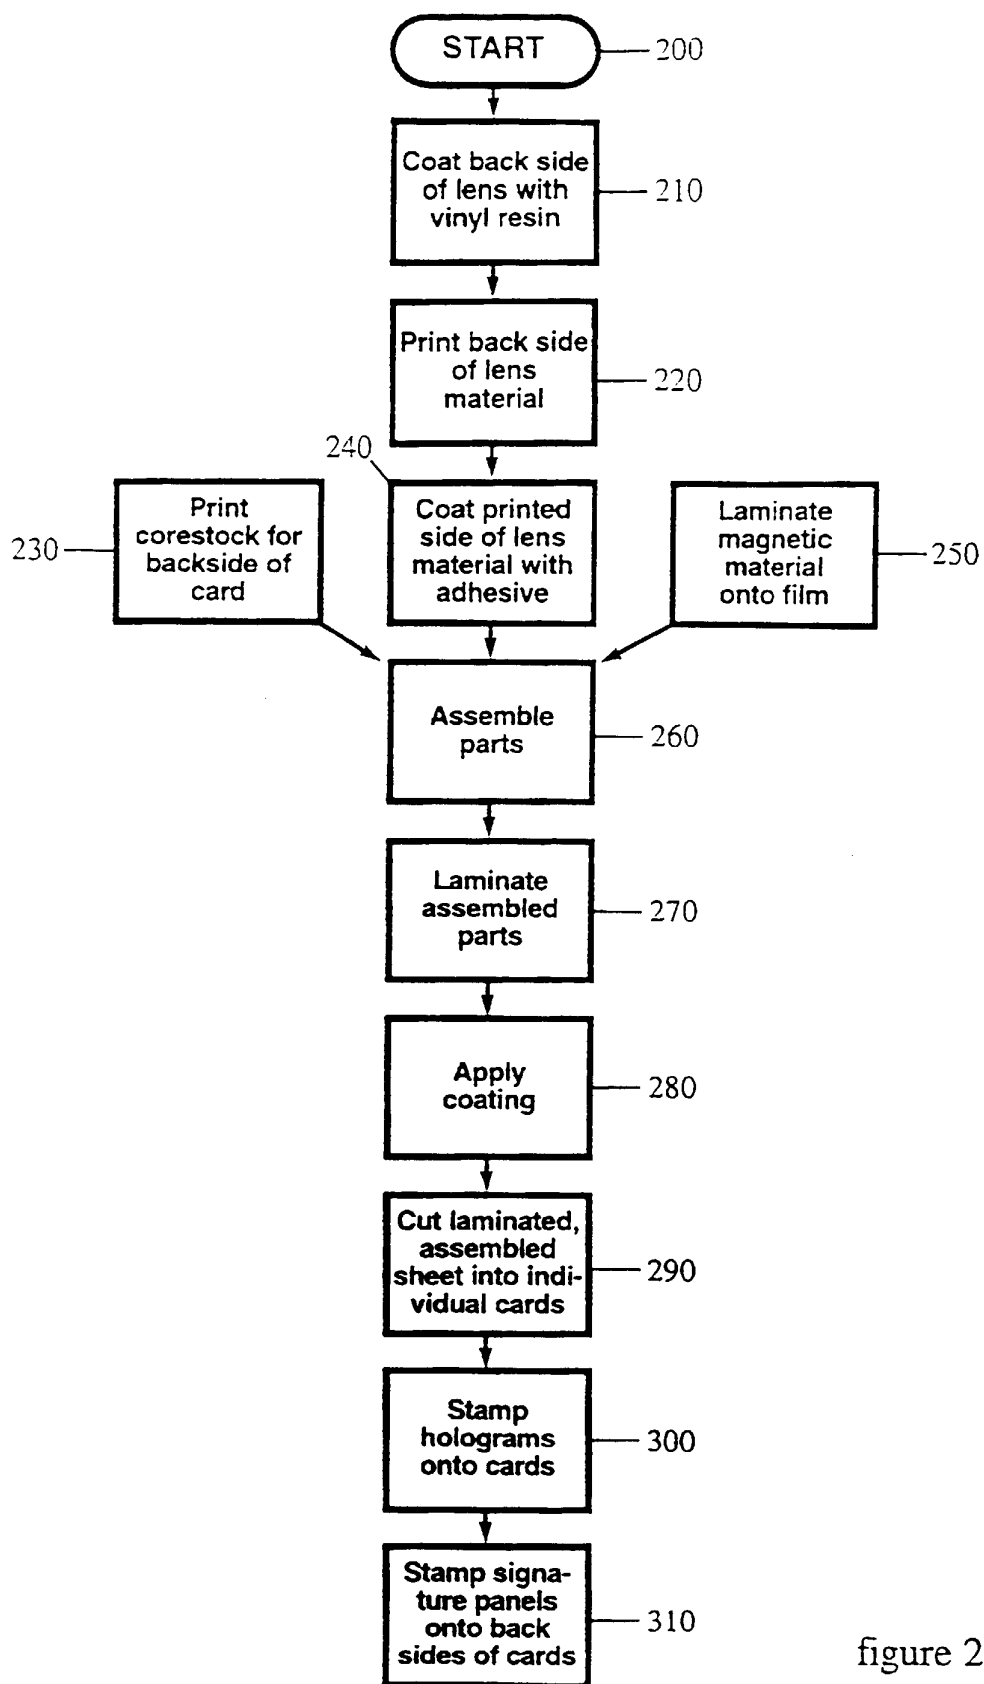 START
200
Coat back side
of lens with
vinyl resin
210
Print back side
of lens
material
220
240
Print
corestock for
backside of
card
230
Coat printed
side of lens
material with
adhesive
Laminate
magnetic
material
onto film
250
Assemble
parts
260
Laminate
assembled
parts
270
Apply
coating
280
Cut laminated,
assembled
sheet into indi-
vidual cards
290
Stamp
holograms
onto cards
300
Stamp signa-
ture panels
onto back
sides of cards
310
figure 2